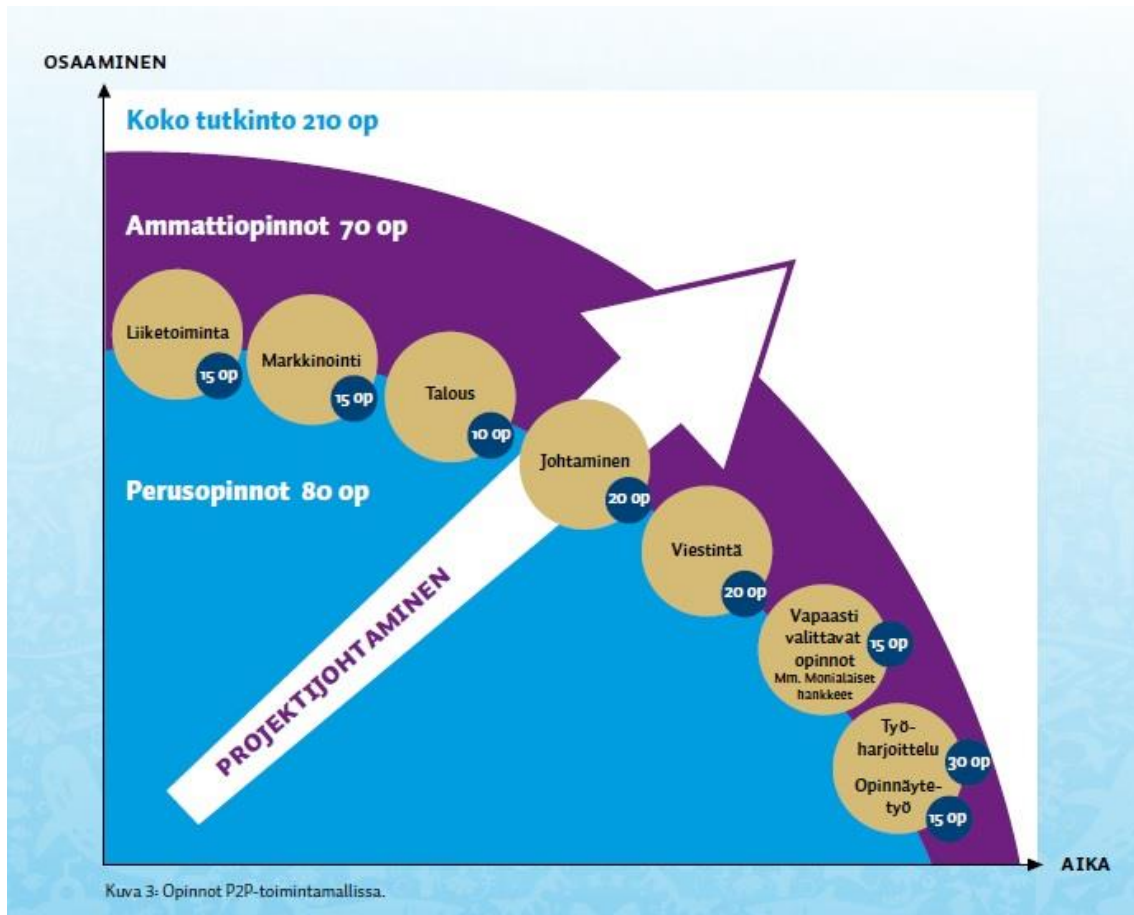 OSAAMINEN
Koko tutkinto 210 op
Ammattiopinnot 70 op
Liiketoiminta
15 op
Markkinointi
15 op
Talous
10 op
Johtaminen
20 op
Perusopinnot 80 op
Viestintä
20 op
PROJEKTIJOHTAMINEN
Vapaasti
valittavat
opinnot
Mm. Monialaiset
hankkeet
15 op
Työ-
harjoittelu
30 op
Opinnäyte-
työ
15 op
AIKA
Kuva 3: Opinnot P2P-toimintamallissa.